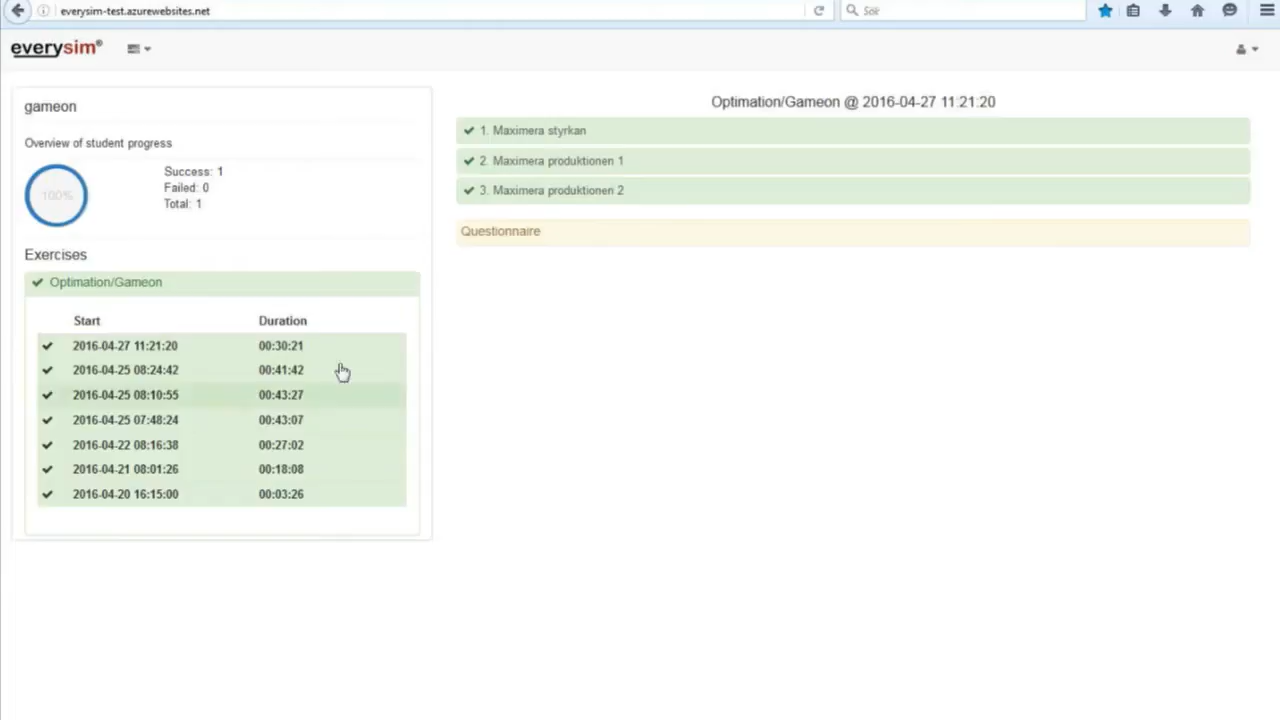 everysim-test.azurewebsites.net
Sök
everysim®
gameon
Overview of student progress
100%
Success: 1
Failed: 0
Total: 1
Exercises
Optimation/Gameon
Start Duration
2016-04-27 11:21:20 00:30:21
2016-04-25 08:24:42 00:41:42
2016-04-25 08:10:55 00:43:27
2016-04-25 07:48:24 00:43:07
2016-04-22 08:16:38 00:27:02
2016-04-21 08:01:26 00:18:08
2016-04-20 16:15:00 00:03:26
Optimation/Gameon @ 2016-04-27 11:21:20
1. Maximera styrkan
2. Maximera produktionen 1
3. Maximera produktionen 2
Questionnaire